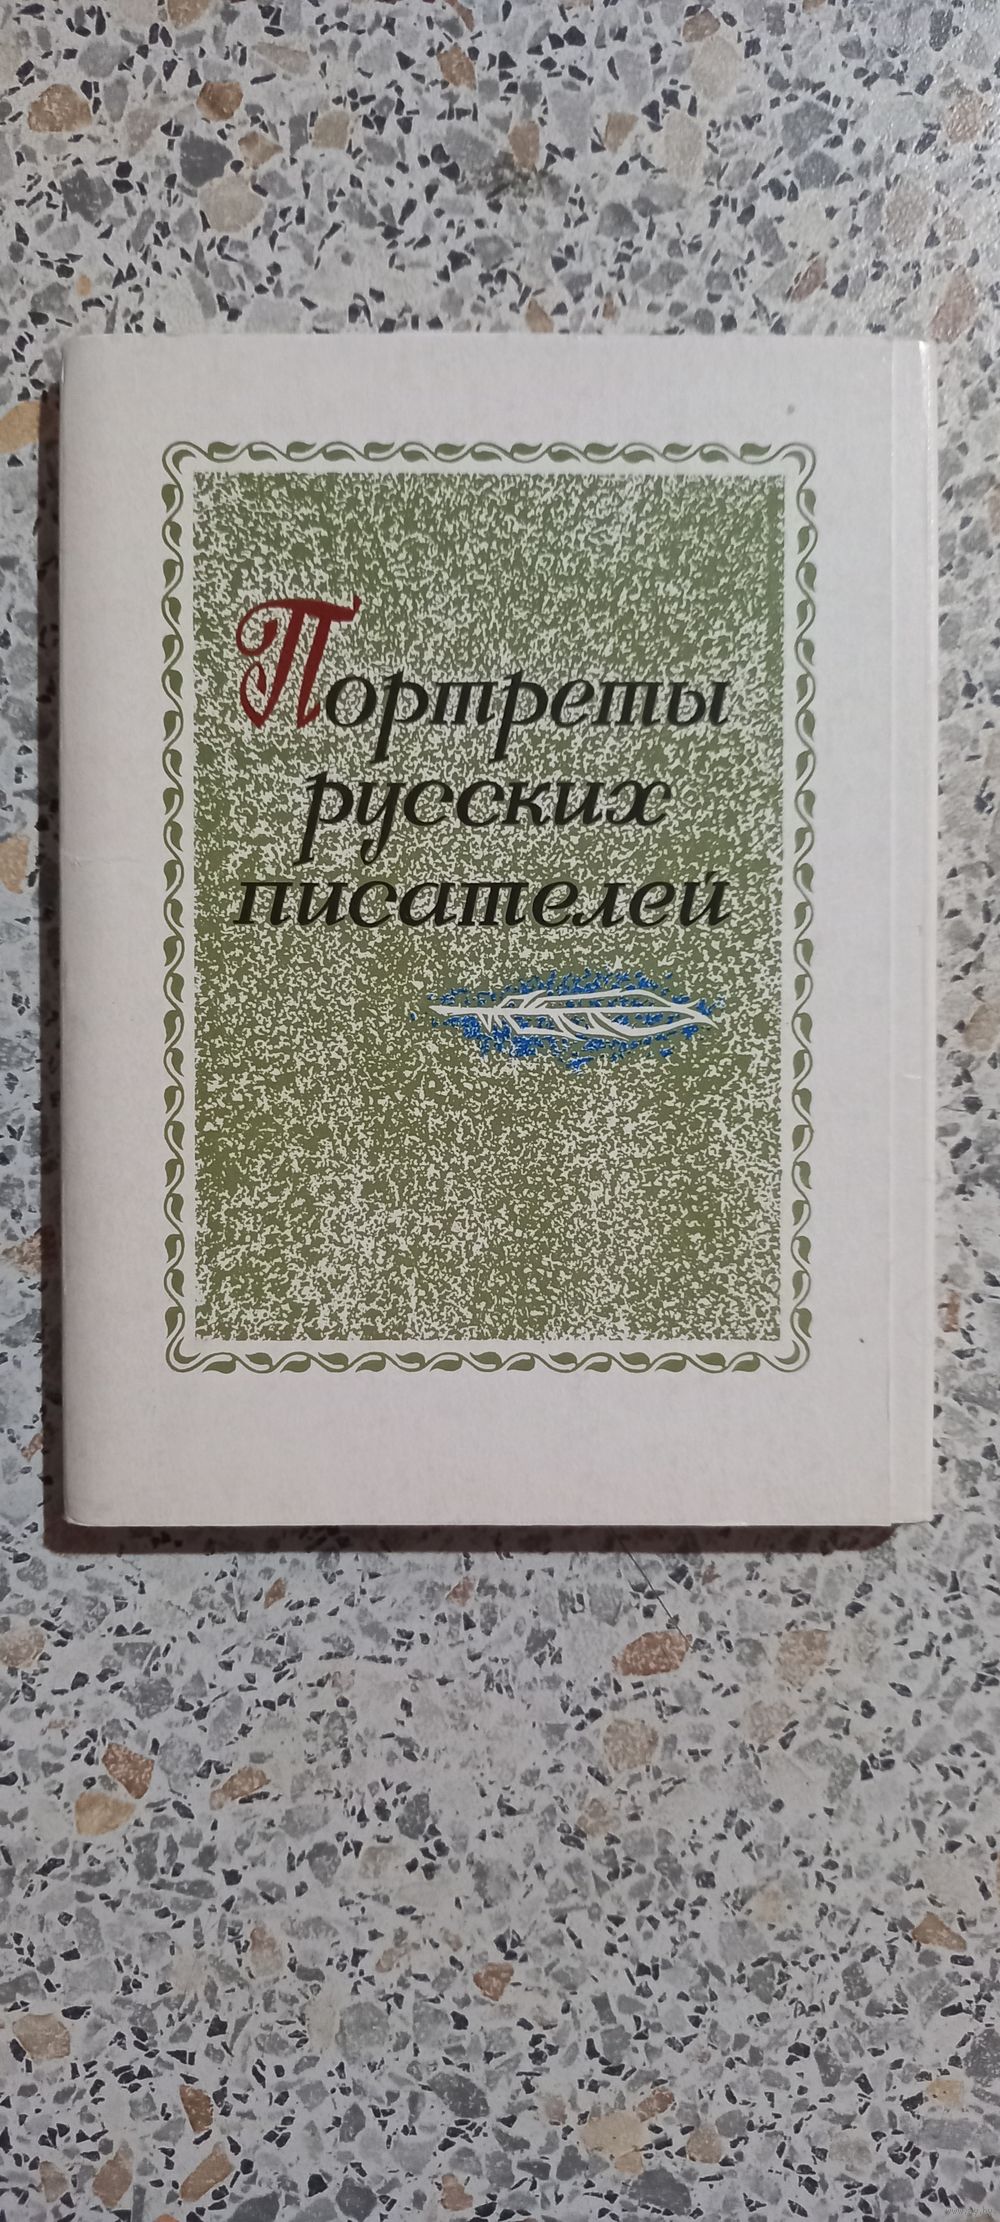 Портреты
русских
писателей